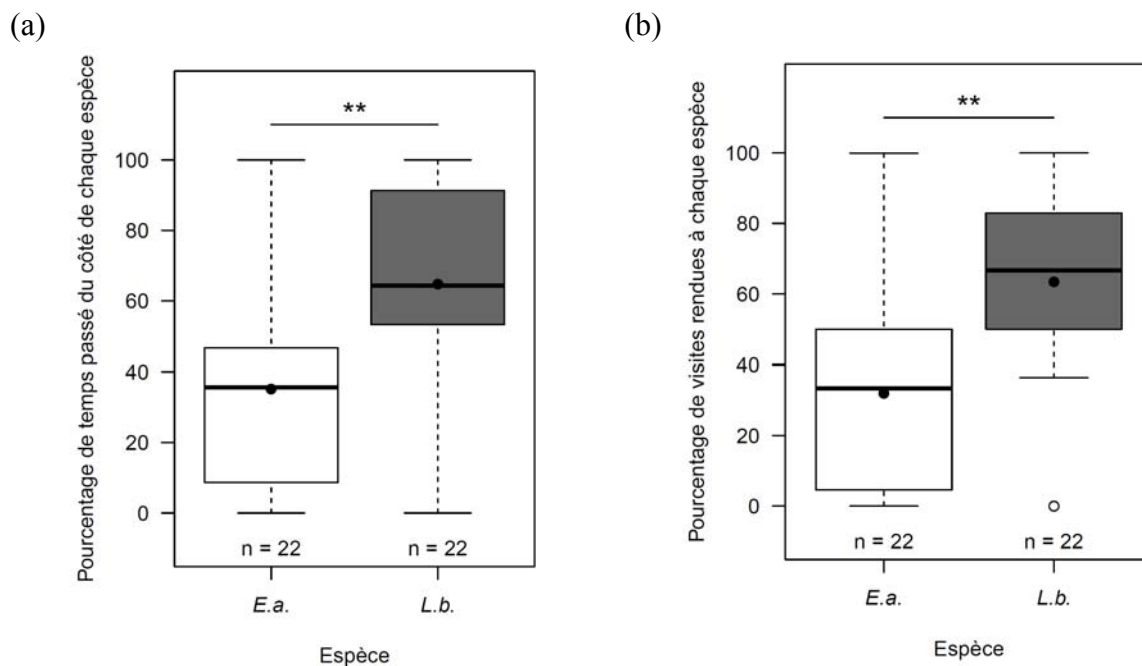 (a)
Pourcentage de temps passé du côté de chaque espèce
**
100
80
60
40
20
0
n = 22
n = 22
E.a.
L.b.
Espèce
(b)
Pourcentage de visites rendues à chaque espèce
**
100
80
60
40
20
0
n = 22
n = 22
E.a.
L.b.
Espèce